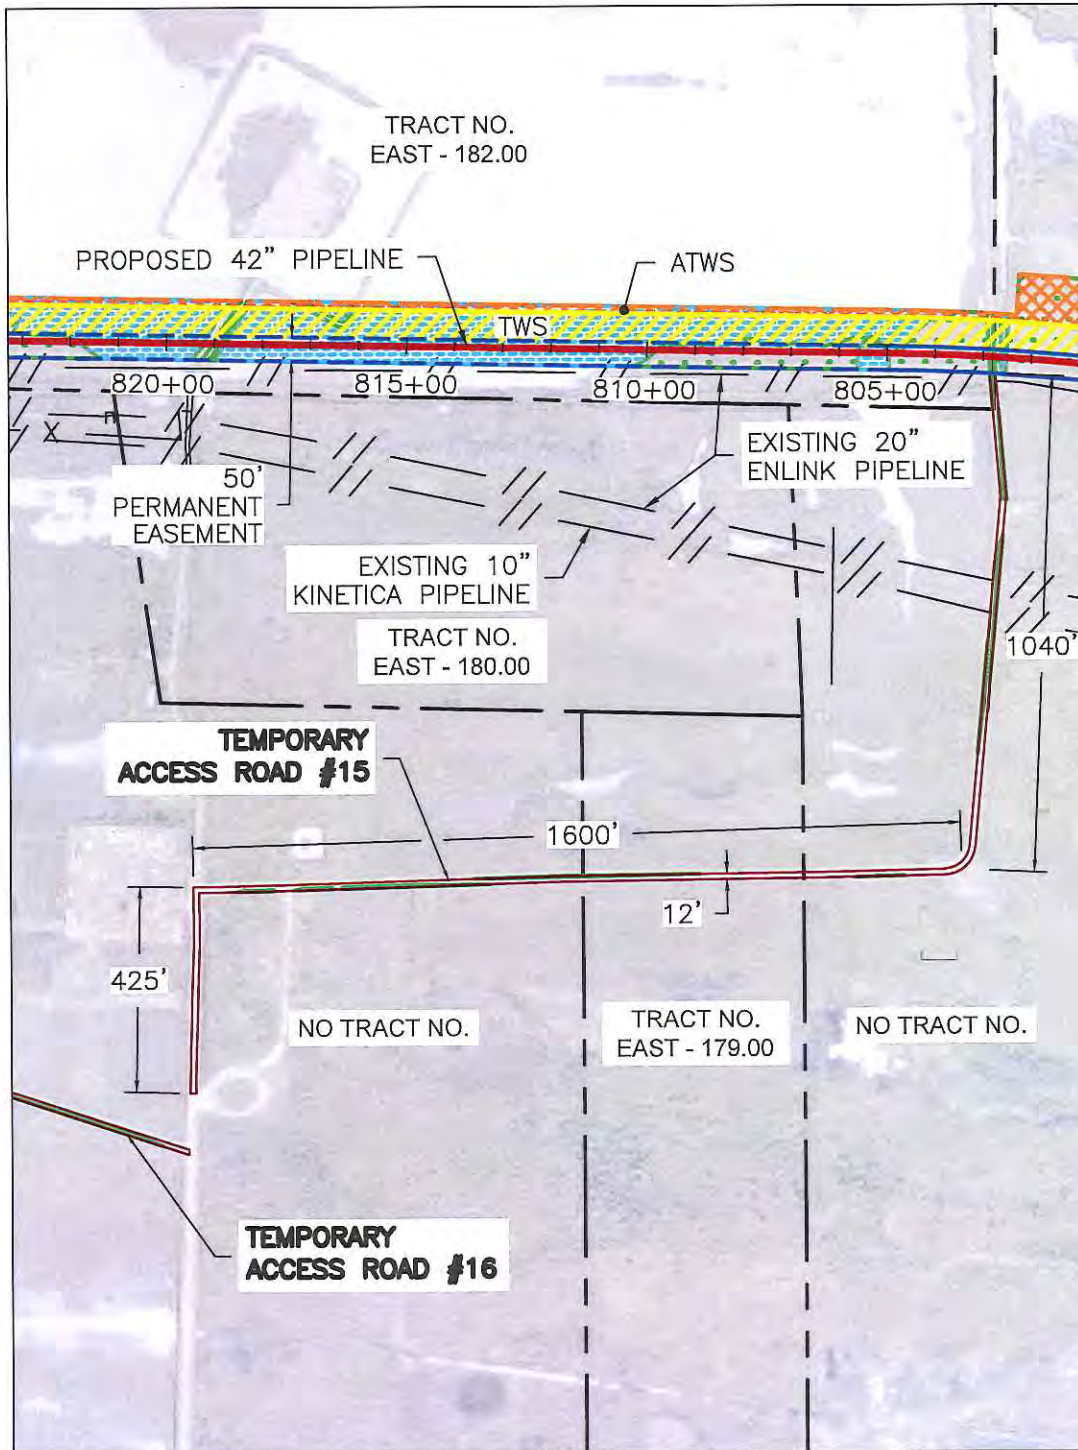 TRACT NO.
EAST - 182.00
PROPOSED 42" PIPELINE
ATWS
TWS
820+00
815+00
810+00
805+00
EXISTING 20"
ENLINK PIPELINE
50'
PERMANENT
EASEMENT
EXISTING 10"
KINETICA PIPELINE
TRACT NO.
EAST - 180.00
1040'
TEMPORARY
ACCESS ROAD #15
1600'
12'
425'
NO TRACT NO.
TRACT NO.
EAST - 179.00
NO TRACT NO.
TEMPORARY
ACCESS ROAD #16